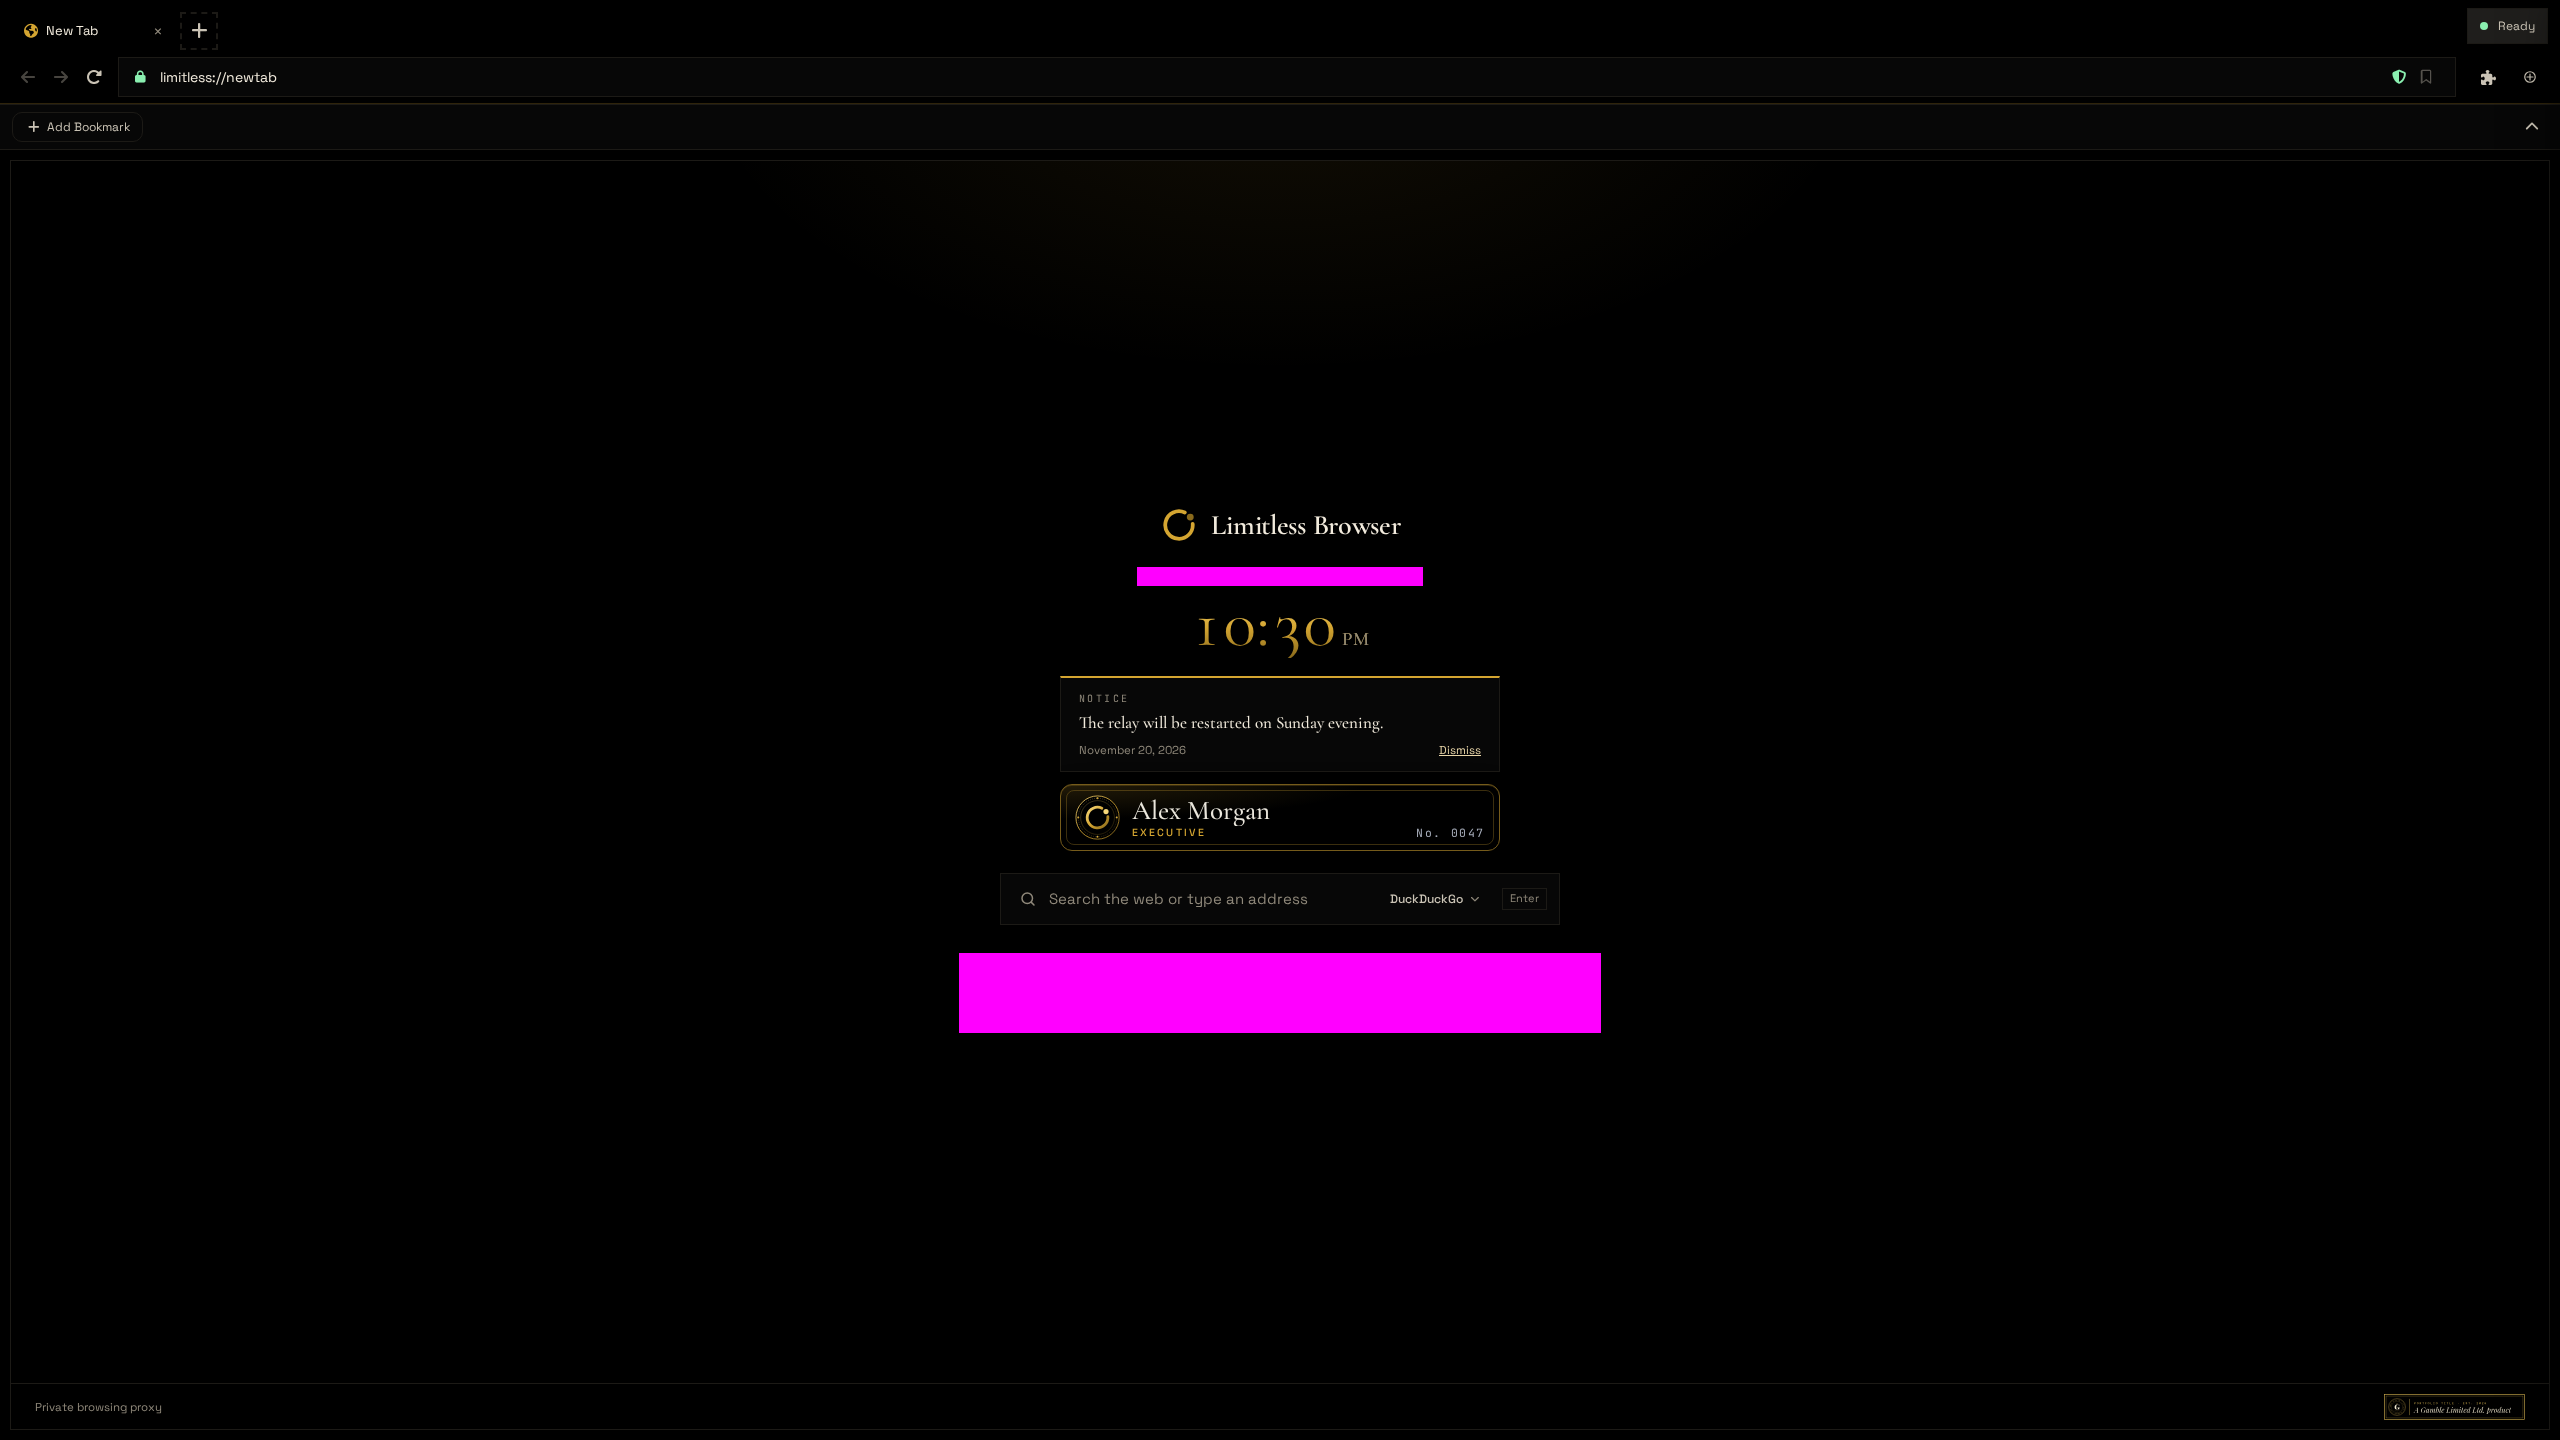 New Tab
Ready
limitless://newtab
Add Bookmark
Limitless Browser
10:30 PM
NOTICE
The relay will be restarted on Sunday evening.
November 20, 2026
Dismiss
Alex Morgan
EXECUTIVE
No. 0047
Search the web or type an address
DuckDuckGo
Enter
Private browsing proxy
G
A Gamble Limited Ltd. product